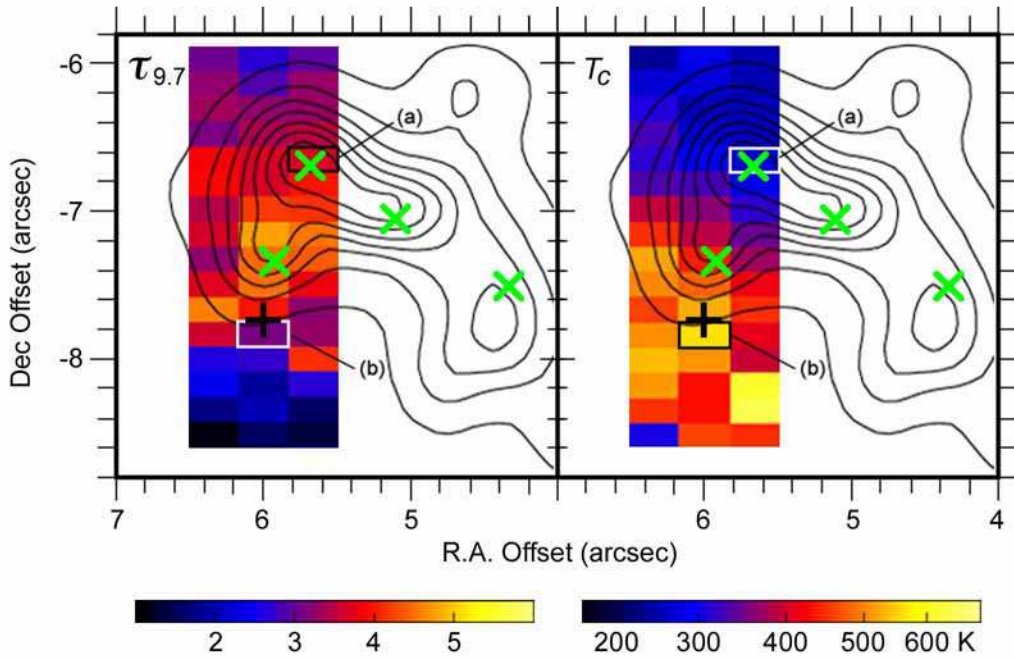 τ9.7
Tc
(a)
(a)
(b)
(b)
-6
-7
-8
Dec Offset (arcsec)
7 6 5 6 5 4
R.A. Offset (arcsec)
2 3 4 5
200 300 400 500 600 K